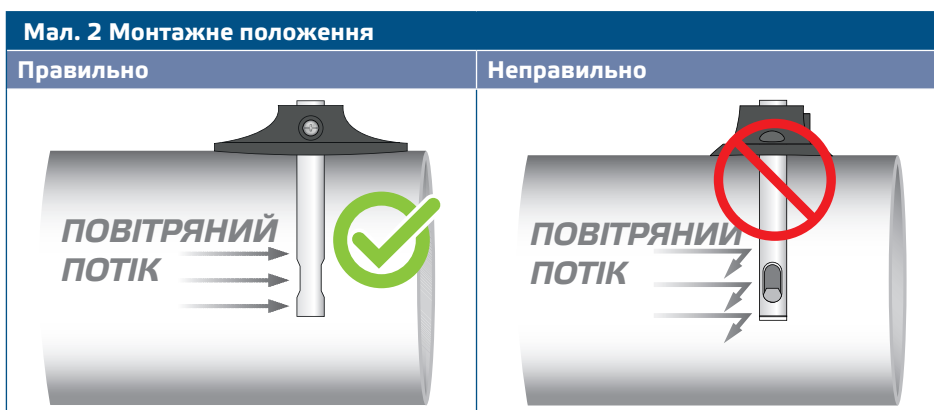 Мал. 2 Монтажне положення
Правильно
Неправильно
ПОВІТРЯНИЙ
ПОТІК
ПОВІТРЯНИЙ
ПОТІК